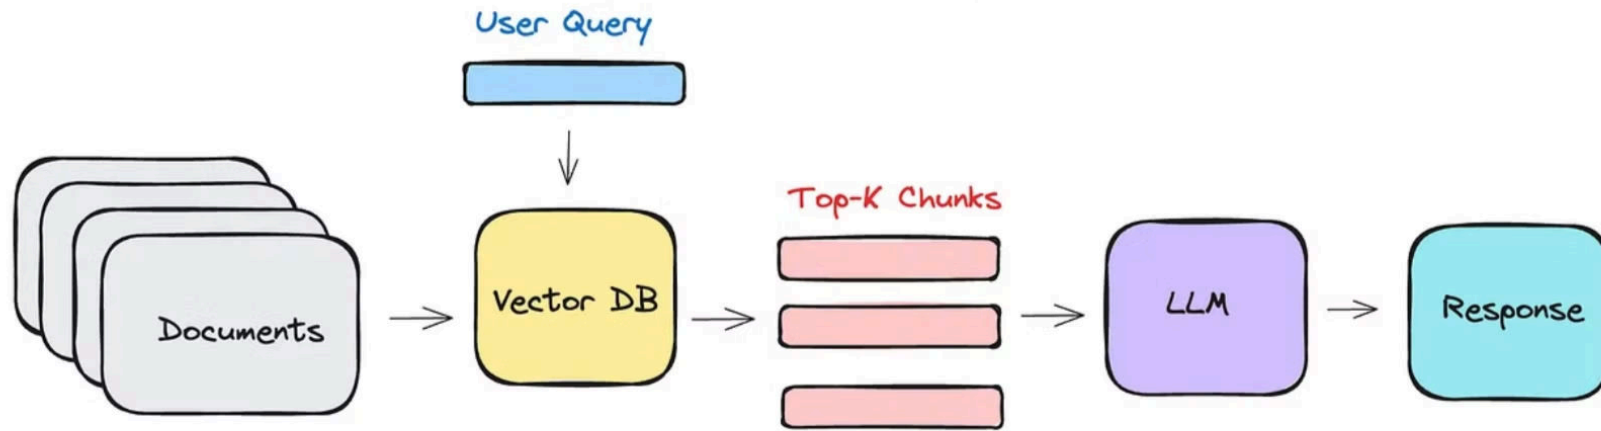 User Query
Documents
Vector DB
Top-K Chunks
LLM
Response